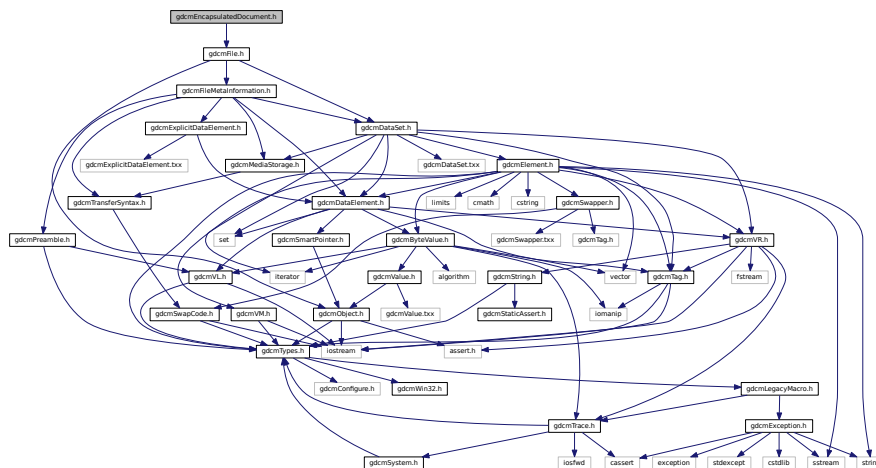 gdcmEncapsulatedDocument.h
gdcmFile.h
gdcmFileMetaInformation.h
gdcmExplicitDataElement.h
gdcmDataSet.h
gdcmExplicitDataElement.txx
gdcmMediaStorage.h
gdcmDataSet.txx
gdcmElement.h
gdcmTransferSyntax.h
gdcmDataElement.h
limits
cmath
cstring
gdcmSwapper.h
gdcmPreamble.h
set
gdcmSmartPointer.h
gdcmByteValue.h
gdcmSwapper.txx
gdcmTag.h
gdcmVR.h
gdcmVL.h
iterator
gdcmValue.h
algorithm
gdcmString.h
vector
gdcmTag.h
fstream
gdcmSwapCode.h
gdcmVM.h
gdcmObject.h
gdcmValue.txx
gdcmStaticAssert.h
iomanip
gdcmTypes.h
iostream
assert.h
gdcmConfigure.h
gdcmWin32.h
gdcmLegacyMacro.h
gdcmTrace.h
gdcmException.h
gdcmSystem.h
iosfwd
cassert
exception
stdexcept
cstdlib
sstream